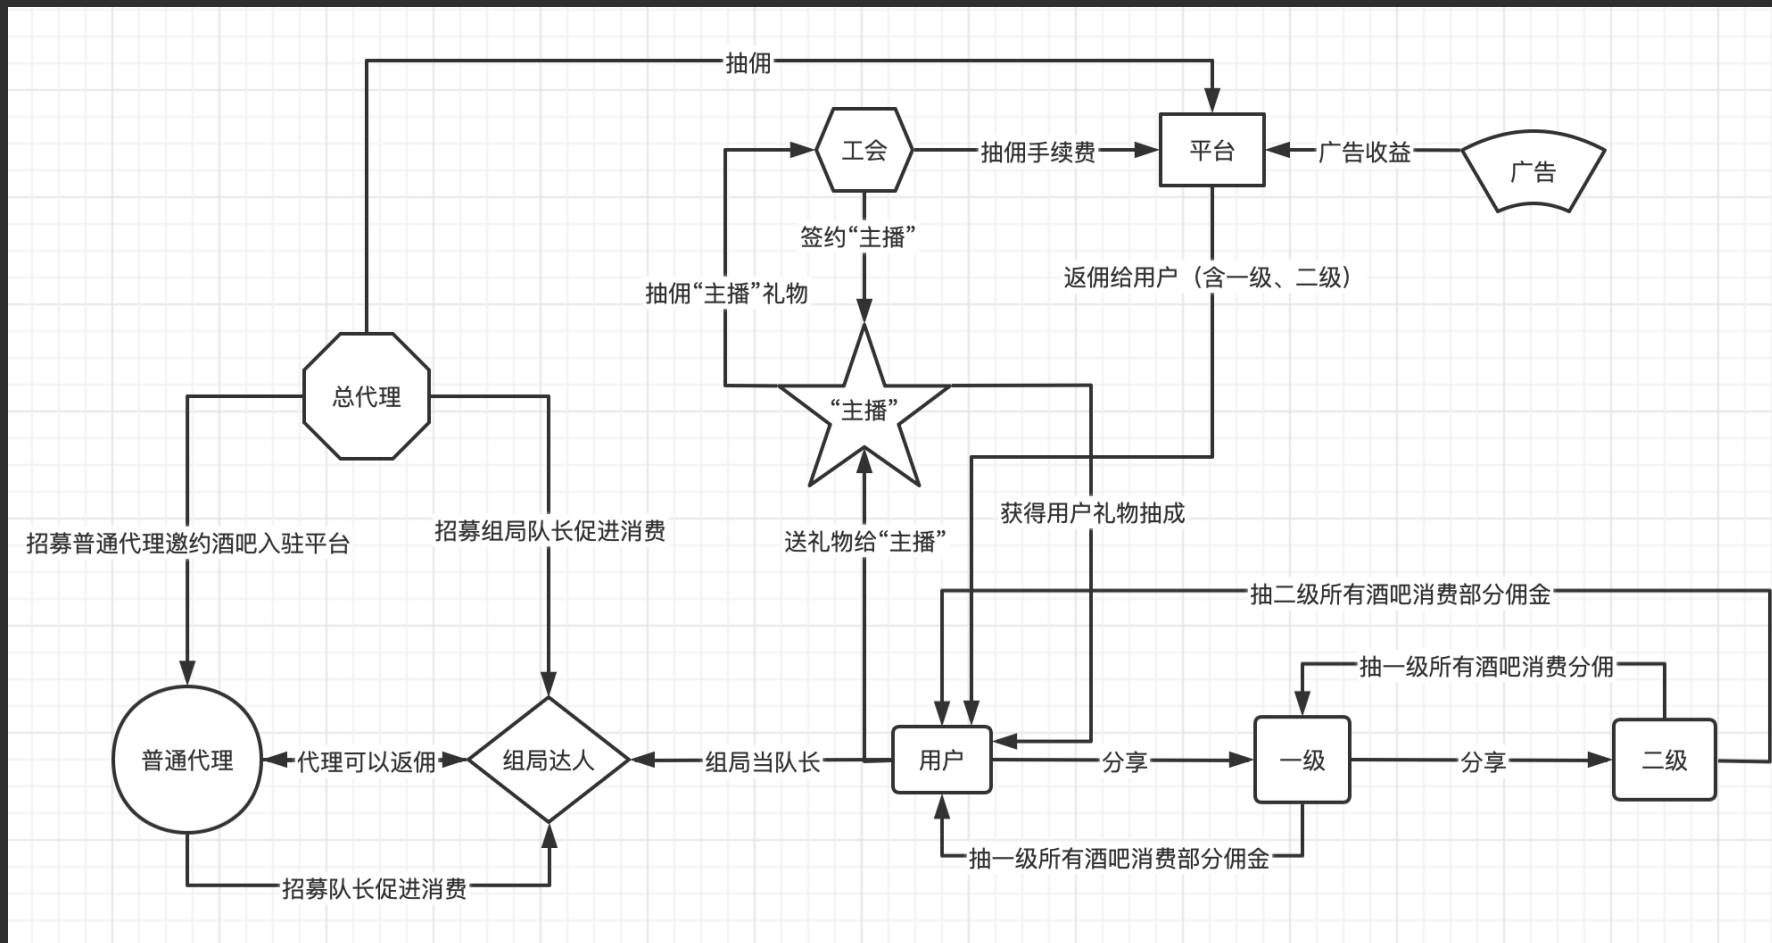 抽佣
工会
抽佣手续费
平台
广告收益
广告
签约“主播”
返佣给用户（含一级、二级）
抽佣“主播”礼物
总代理
“主播”
获得用户礼物抽成
招募组局队长促进消费
招募普通代理邀约酒吧入驻平台
送礼物给“主播”
抽二级所有酒吧消费部分佣金
抽一级所有酒吧消费分佣
普通代理
代理可以返佣
组局达人
组局当队长
用户
分享
一级
分享
二级
抽一级所有酒吧消费部分佣金
招募队长促进消费